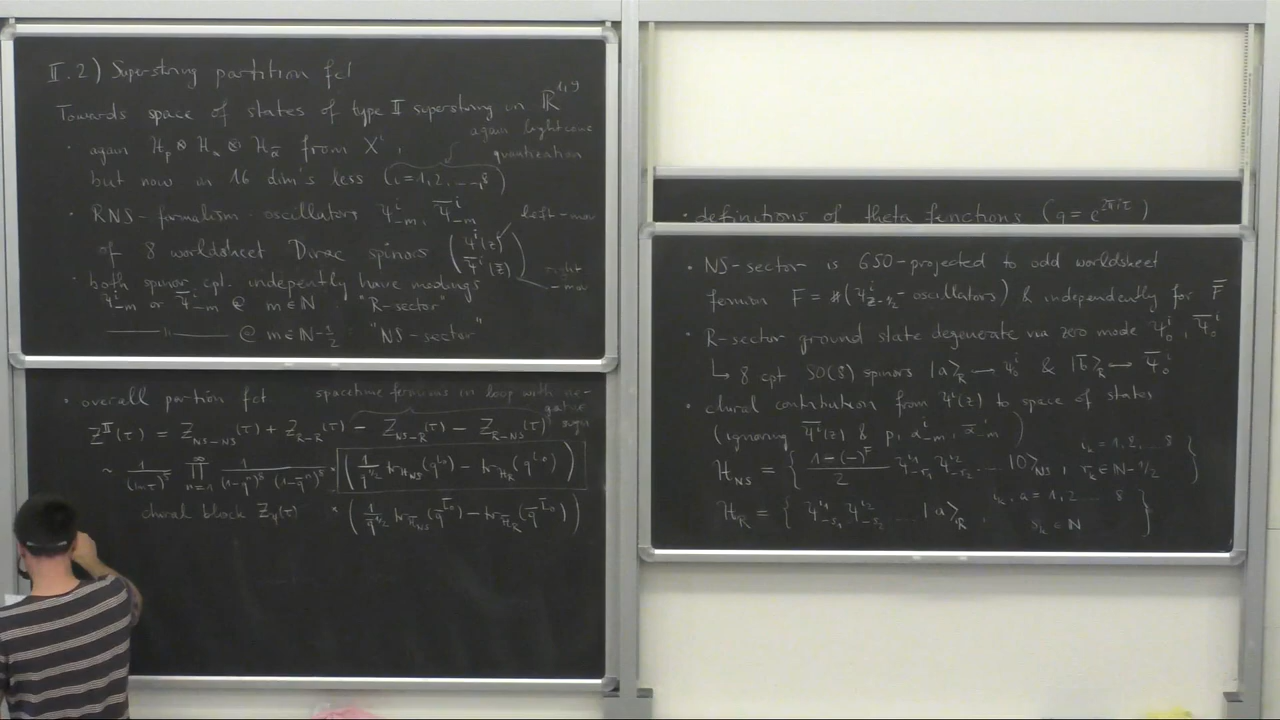 II.2) Superstring partition fct
Towards space of states of type II superstring in ℝ^{1,9}
again lightcone quantization
· again H_p ⊗ H_α ⊗ H_ᾱ from X^i,
but now in 16 dim's less (i=1,2,...,8)
· RNS-formalism: oscillators ψ^i_{-m}, ψ̄^i_{-m}
left-mov
of 8 worldsheet Dirac spinors (ψ^i(z) ψ̄^i(z̄))
right-mov
· both spinor cpt. indepently have modings
ψ^i_{-m} or ψ̄^i_{-m} @ m∈ℕ "R-sector"
—— " —— @ m∈ℕ-½ : "NS-sector"
· overall partion fct. spacetime fermions in loop with negative sign
Z^{II}(τ) = Z_{NS-NS}(τ) + Z_{R-R}(τ) - Z_{NS-R}(τ) - Z_{R-NS}(τ)
~ 1/(Im τ)^5 ∏_{n=1}^∞ 1/((1-q^n)^8 (1-q̄^n)^8) · (1/q^{1/2} tr_{H_NS}(q^{L_0}) - tr_{H_R}(q^{L_0}))
chiral block Z_ψ(τ) × (1/q̄^{1/2} tr_{H̄_NS}(q̄^{L̄_0}) - tr_{H̄_R}(q̄^{L̄_0}))
· definitions of theta functions (q = e^{2πiτ})
· NS-sector is GSO-projected to odd worldsheet
fermion F = #(ψ^i_{ℤ-1/2}-oscillators) & independently for F̄
· R-sector ground state degenerate via zero mode ψ^i_0, ψ̄^i_0
↳ 8 cpt SO(8) spinors |a⟩_R ⟷ ψ^i_0 & |b̄⟩_R ⟷ ψ̄^i_0
· chiral contribution from ψ^i(z) to space of states
(ignoring ψ̄^i(z̄) & p, α^i_{-m}, ᾱ^i_{-m})
H_NS = { (1-(-)^F)/2 ψ^{i_1}_{-r_1} ψ^{i_2}_{-r_2} ... |0⟩_NS, i_k = 1,2,...8 r_k ∈ ℕ-1/2 }
H_R = { ψ^{i_1}_{-s_1} ψ^{i_2}_{-s_2} ... |a⟩_R, i_k, a = 1,2...8 s_k ∈ ℕ }